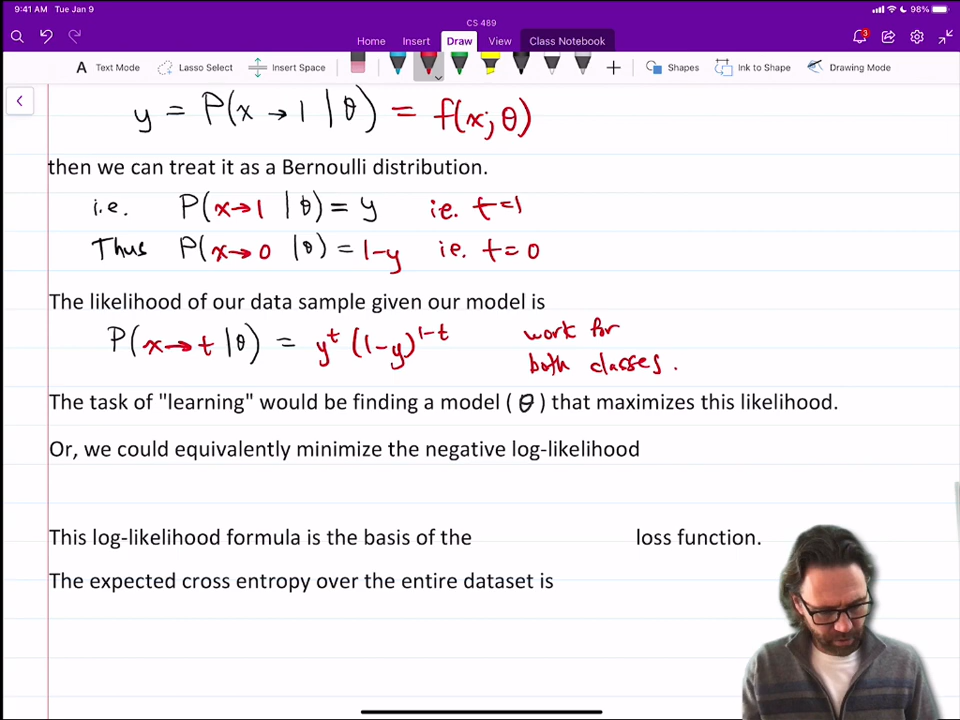 9:41 AM Tue Jan 9
98%
CS 489
Home Insert Draw View Class Notebook
3
A Text Mode Lasso Select Insert Space Shapes Ink to Shape Drawing Mode
y = P(x → 1 | θ) = f(x; θ)
then we can treat it as a Bernoulli distribution.
i.e. P(x→1 | θ) = y ie. t=1
Thus P(x→0 | θ) = 1-y ie. t=0
The likelihood of our data sample given our model is
P(x→t | θ) = y^t (1-y)^{1-t} work for
both classes.
The task of "learning" would be finding a model ( θ ) that maximizes this likelihood.
Or, we could equivalently minimize the negative log-likelihood
This log-likelihood formula is the basis of the loss function.
The expected cross entropy over the entire dataset is